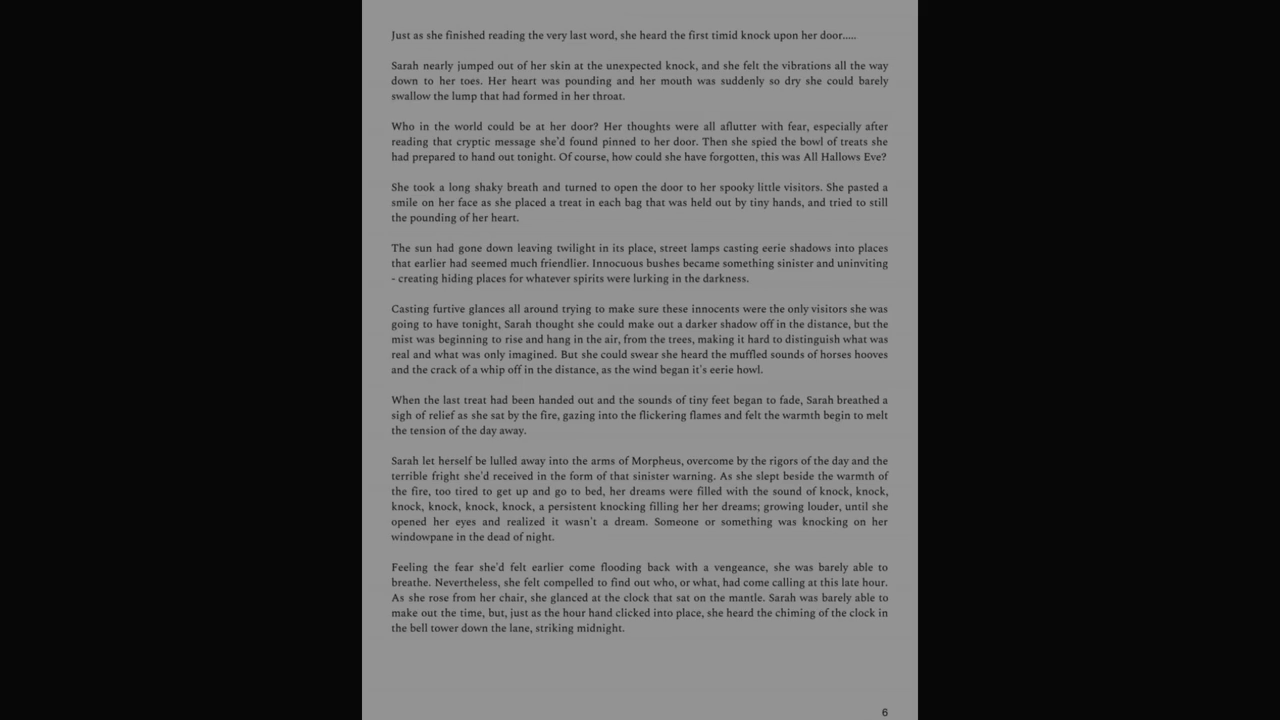 Just as she finished reading the very last word, she heard the first timid knock upon her door.....
Sarah nearly jumped out of her skin at the unexpected knock, and she felt the vibrations all the way
down to her toes. Her heart was pounding and her mouth was suddenly so dry she could barely
swallow the lump that had formed in her throat.
Who in the world could be at her door? Her thoughts were all aflutter with fear, especially after
reading that cryptic message she'd found pinned to her door. Then she spied the bowl of treats she
had prepared to hand out tonight. Of course, how could she have forgotten, this was All Hallows Eve?
She took a long shaky breath and turned to open the door to her spooky little visitors. She pasted a
smile on her face as she placed a treat in each bag that was held out by tiny hands, and tried to still
the pounding of her heart.
The sun had gone down leaving twilight in its place, street lamps casting eerie shadows into places
that earlier had seemed much friendlier. Innocuous bushes became something sinister and uninviting
- creating hiding places for whatever spirits were lurking in the darkness.
Casting furtive glances all around trying to make sure these innocents were the only visitors she was
going to have tonight, Sarah thought she could make out a darker shadow off in the distance, but the
mist was beginning to rise and hang in the air, from the trees, making it hard to distinguish what was
real and what was only imagined. But she could swear she heard the muffled sounds of horses hooves
and the crack of a whip off in the distance, as the wind began it's eerie howl.
When the last treat had been handed out and the sounds of tiny feet began to fade, Sarah breathed a
sigh of relief as she sat by the fire, gazing into the flickering flames and felt the warmth begin to melt
the tension of the day away.
Sarah let herself be lulled away into the arms of Morpheus, overcome by the rigors of the day and the
terrible fright she'd received in the form of that sinister warning. As she slept beside the warmth of
the fire, too tired to get up and go to bed, her dreams were filled with the sound of knock, knock,
knock, knock, knock, knock, a persistent knocking filling her her dreams; growing louder, until she
opened her eyes and realized it wasn't a dream. Someone or something was knocking on her
windowpane in the dead of night.
Feeling the fear she'd felt earlier come flooding back with a vengeance, she was barely able to
breathe. Nevertheless, she felt compelled to find out who, or what, had come calling at this late hour.
As she rose from her chair, she glanced at the clock that sat on the mantle. Sarah was barely able to
make out the time, but, just as the hour hand clicked into place, she heard the chiming of the clock in
the bell tower down the lane, striking midnight.
6